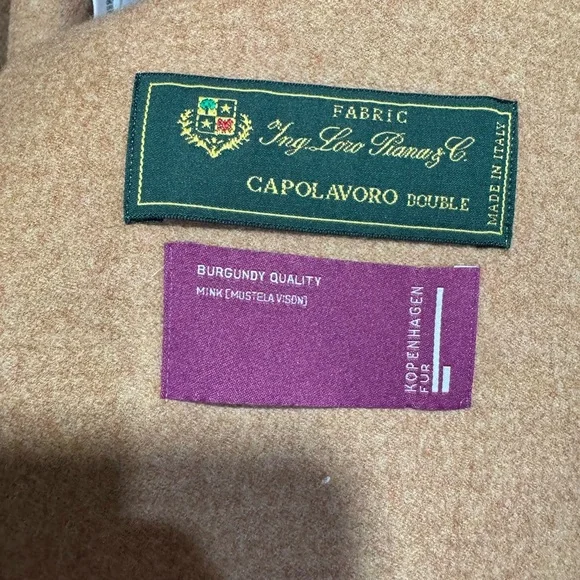 FABRIC
Ing. Loro Piana & C.
CAPOLAVORO DOUBLE
MADE IN ITALY
BURGUNDY QUALITY
MINK [MUSTELA VISON]
KOPENHAGEN
FUR